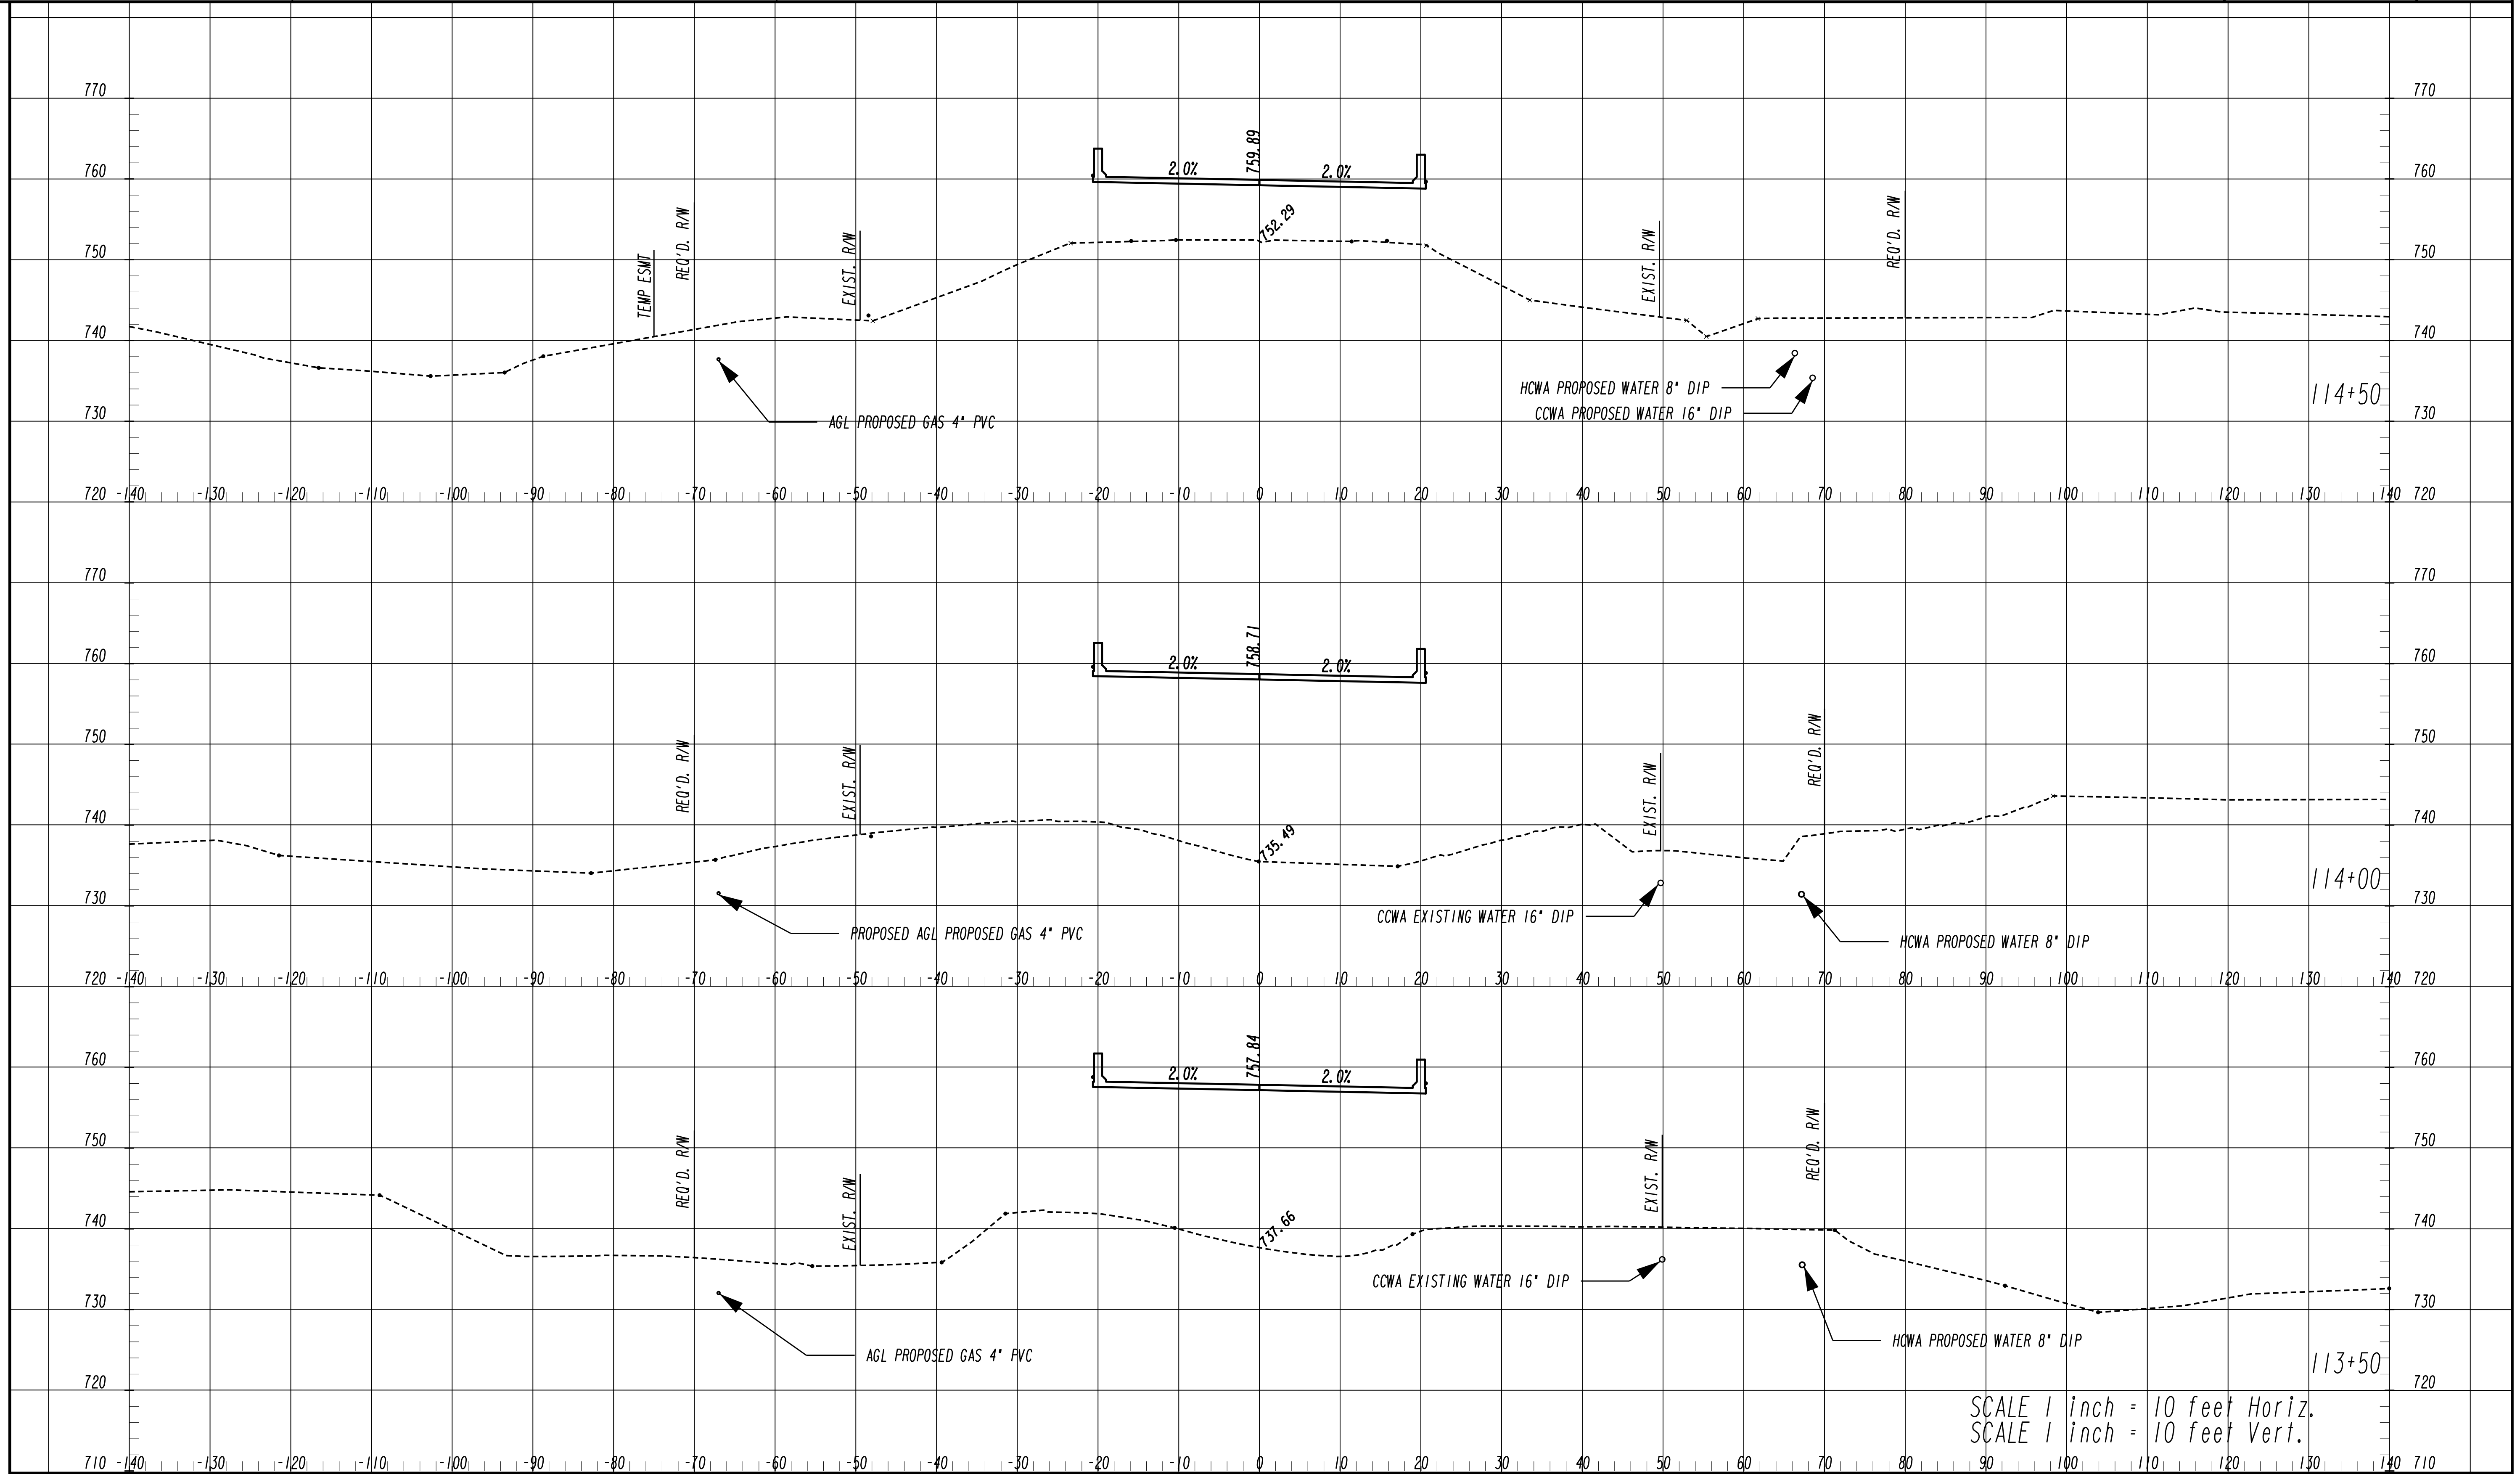 770 770
759.89
760 2.0% 2.0% 760
752.29
TEMP ESMT REQ'D. R/W EXIST. R/W EXIST. R/W REQ'D. R/W
750 750
740 740
HCWA PROPOSED WATER 8" DIP
114+50
CCWA PROPOSED WATER 16" DIP
730 AGL PROPOSED GAS 4" PVC 730
720 -140 -130 -120 -110 -100 -90 -80 -70 -60 -50 -40 -30 -20 -10 0 10 20 30 40 50 60 70 80 90 100 110 120 130 140 720
770 770
758.71
760 2.0% 2.0% 760
750 750
REQ'D. R/W EXIST. R/W EXIST. R/W REQ'D. R/W
740 740
735.49
114+00
730 730
CCWA EXISTING WATER 16" DIP
PROPOSED AGL PROPOSED GAS 4" PVC
HCWA PROPOSED WATER 8" DIP
720 -140 -130 -120 -110 -100 -90 -80 -70 -60 -50 -40 -30 -20 -10 0 10 20 30 40 50 60 70 80 90 100 110 120 130 140 720
757.84
760 2.0% 2.0% 760
750 750
REQ'D. R/W EXIST. R/W EXIST. R/W REQ'D. R/W
740 740
737.66
CCWA EXISTING WATER 16" DIP
730 730
HCWA PROPOSED WATER 8" DIP
AGL PROPOSED GAS 4" PVC
113+50
720 720
SCALE 1 inch = 10 feet Horiz.
SCALE 1 inch = 10 feet Vert.
710 -140 -130 -120 -110 -100 -90 -80 -70 -60 -50 -40 -30 -20 -10 0 10 20 30 40 50 60 70 80 90 100 110 120 130 140 710